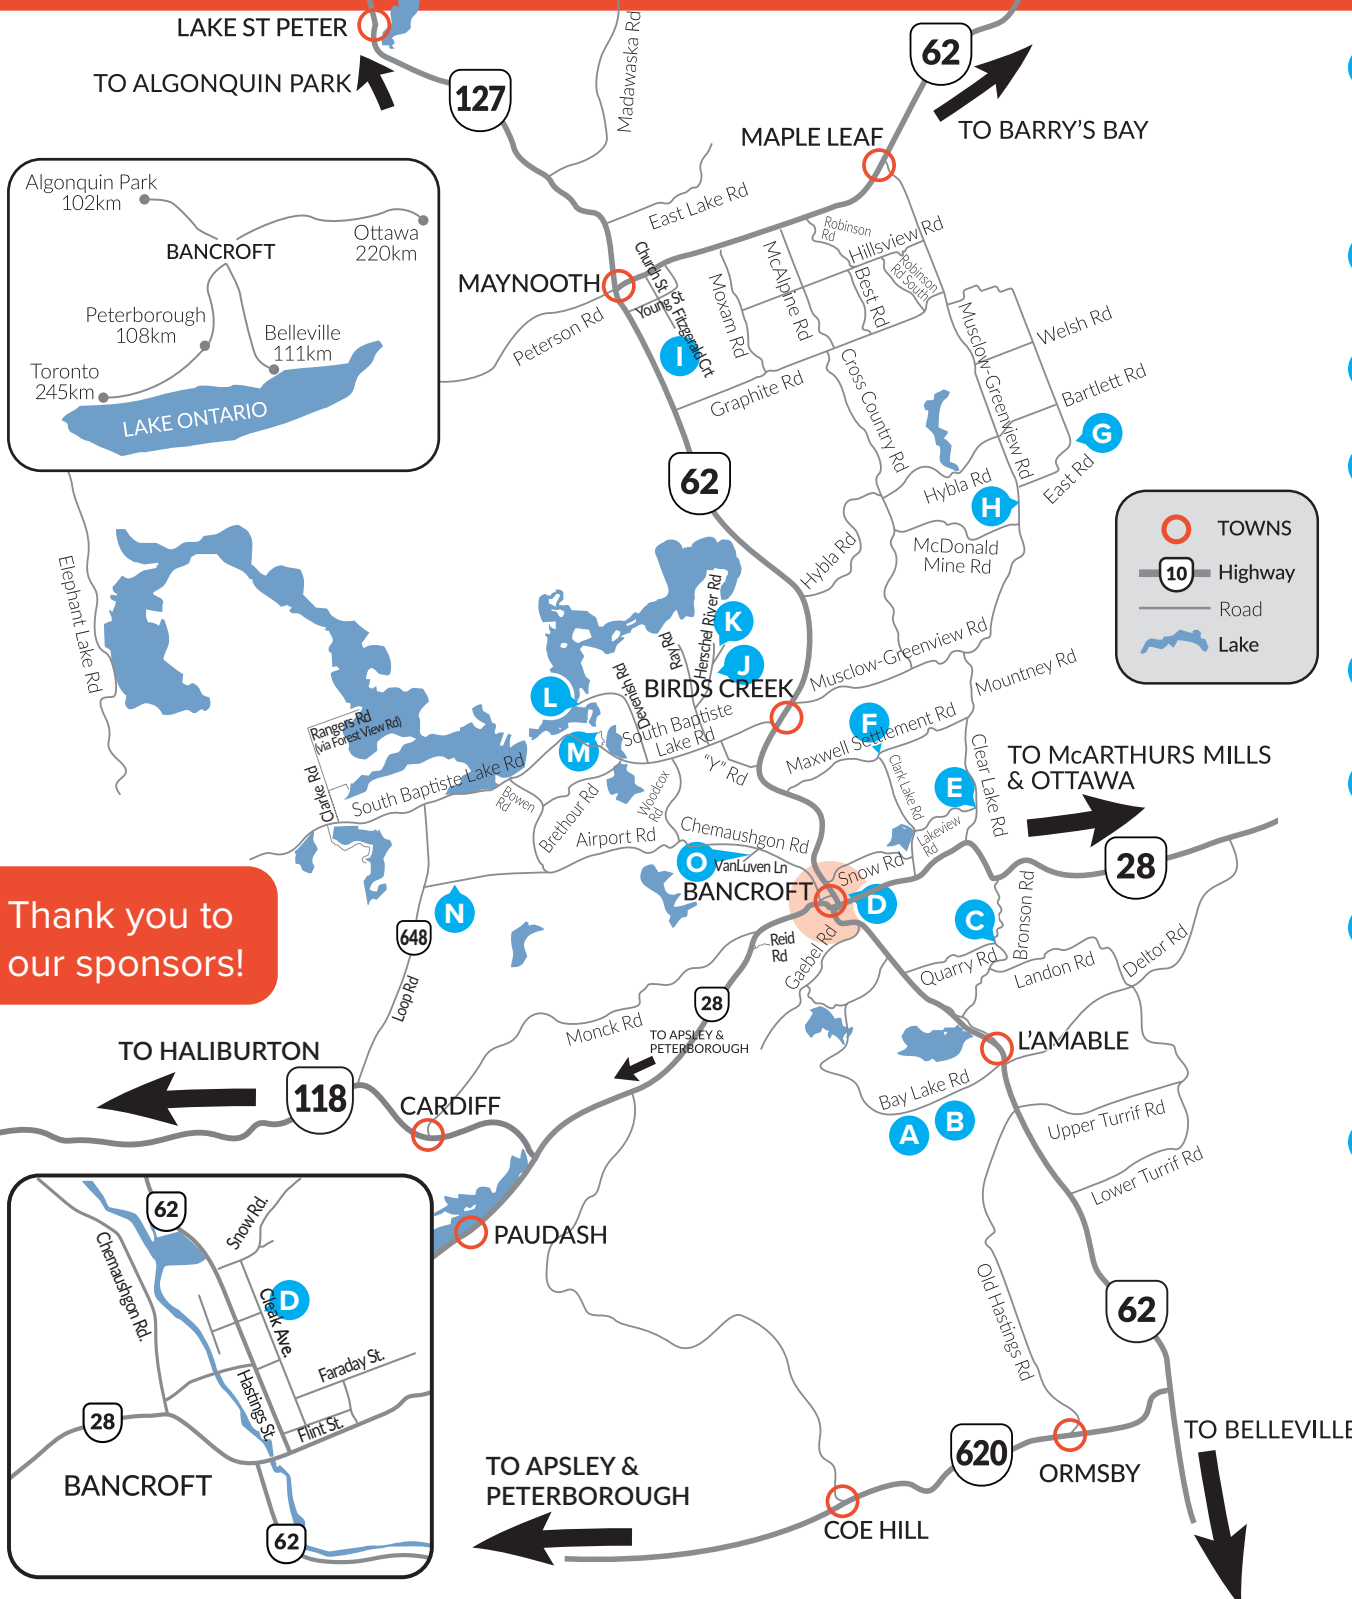 LAKE ST PETER
TO ALGONQUIN PARK
127
Madawaska Rd
62
TO BARRY'S BAY
MAPLE LEAF
East Lake Rd
Algonquin Park
102km
BANCROFT
Ottawa
220km
Peterborough
108km
Belleville
111km
Toronto
245km
LAKE ONTARIO
MAYNOOTH
Church St.
Young St
Fitzgerald Crt
I
Peterson Rd
Moxam Rd
McAlpine Rd
Robinson
Rd
Hillsview Rd
Robinson
Rd South
Best Rd
Graphite Rd
Cross Country Rd
Musclow-Greenview Rd
Welsh Rd
Bartlett Rd
G
East Rd
62
Hybla Rd
H
McDonald
Mine Rd
Hybla Rd
TOWNS
10
Highway
Road
Lake
Elephant Lake Rd
Herschel River Rd
K
J
Ray Rd
Devenish Rd
BIRDS CREEK
Musclow-Greenview Rd
Mountney Rd
L
M
South Baptiste
Lake Rd
"Y" Rd
F
Maxwell Settlement Rd
Clark Lake Rd
E
Clear Lake Rd
Lakeview
Rd
TO McARTHURS MILLS
& OTTAWA
28
Rangers Rd
(via Forest View Rd)
Clarke Rd
South Baptiste Lake Rd
Bowen
Rd
Brethour Rd
Woodcox
Rd
Airport Rd
Chemaushgon Rd
O
VanLuven Ln
BANCROFT
Snow Rd
D
C
Bronson Rd
Quarry Rd
Landon Rd
Deltor Rd
Thank you to
our sponsors!
N
648
Loop Rd
Reid
Rd
Gaebel Rd
28
Monck Rd
TO APSLEY &
PETERBOROUGH
L'AMABLE
Bay Lake Rd
A
B
Upper Turrif Rd
Lower Turrif Rd
TO HALIBURTON
118
CARDIFF
PAUDASH
Old Hastings Rd
62
TO BELLEVILLE
620
ORMSBY
COE HILL
TO APSLEY &
PETERBOROUGH
62
Snow Rd.
Chemaushgon Rd.
D
Cleak Ave.
Faraday St.
Hastings St.
Flint St.
28
BANCROFT
62